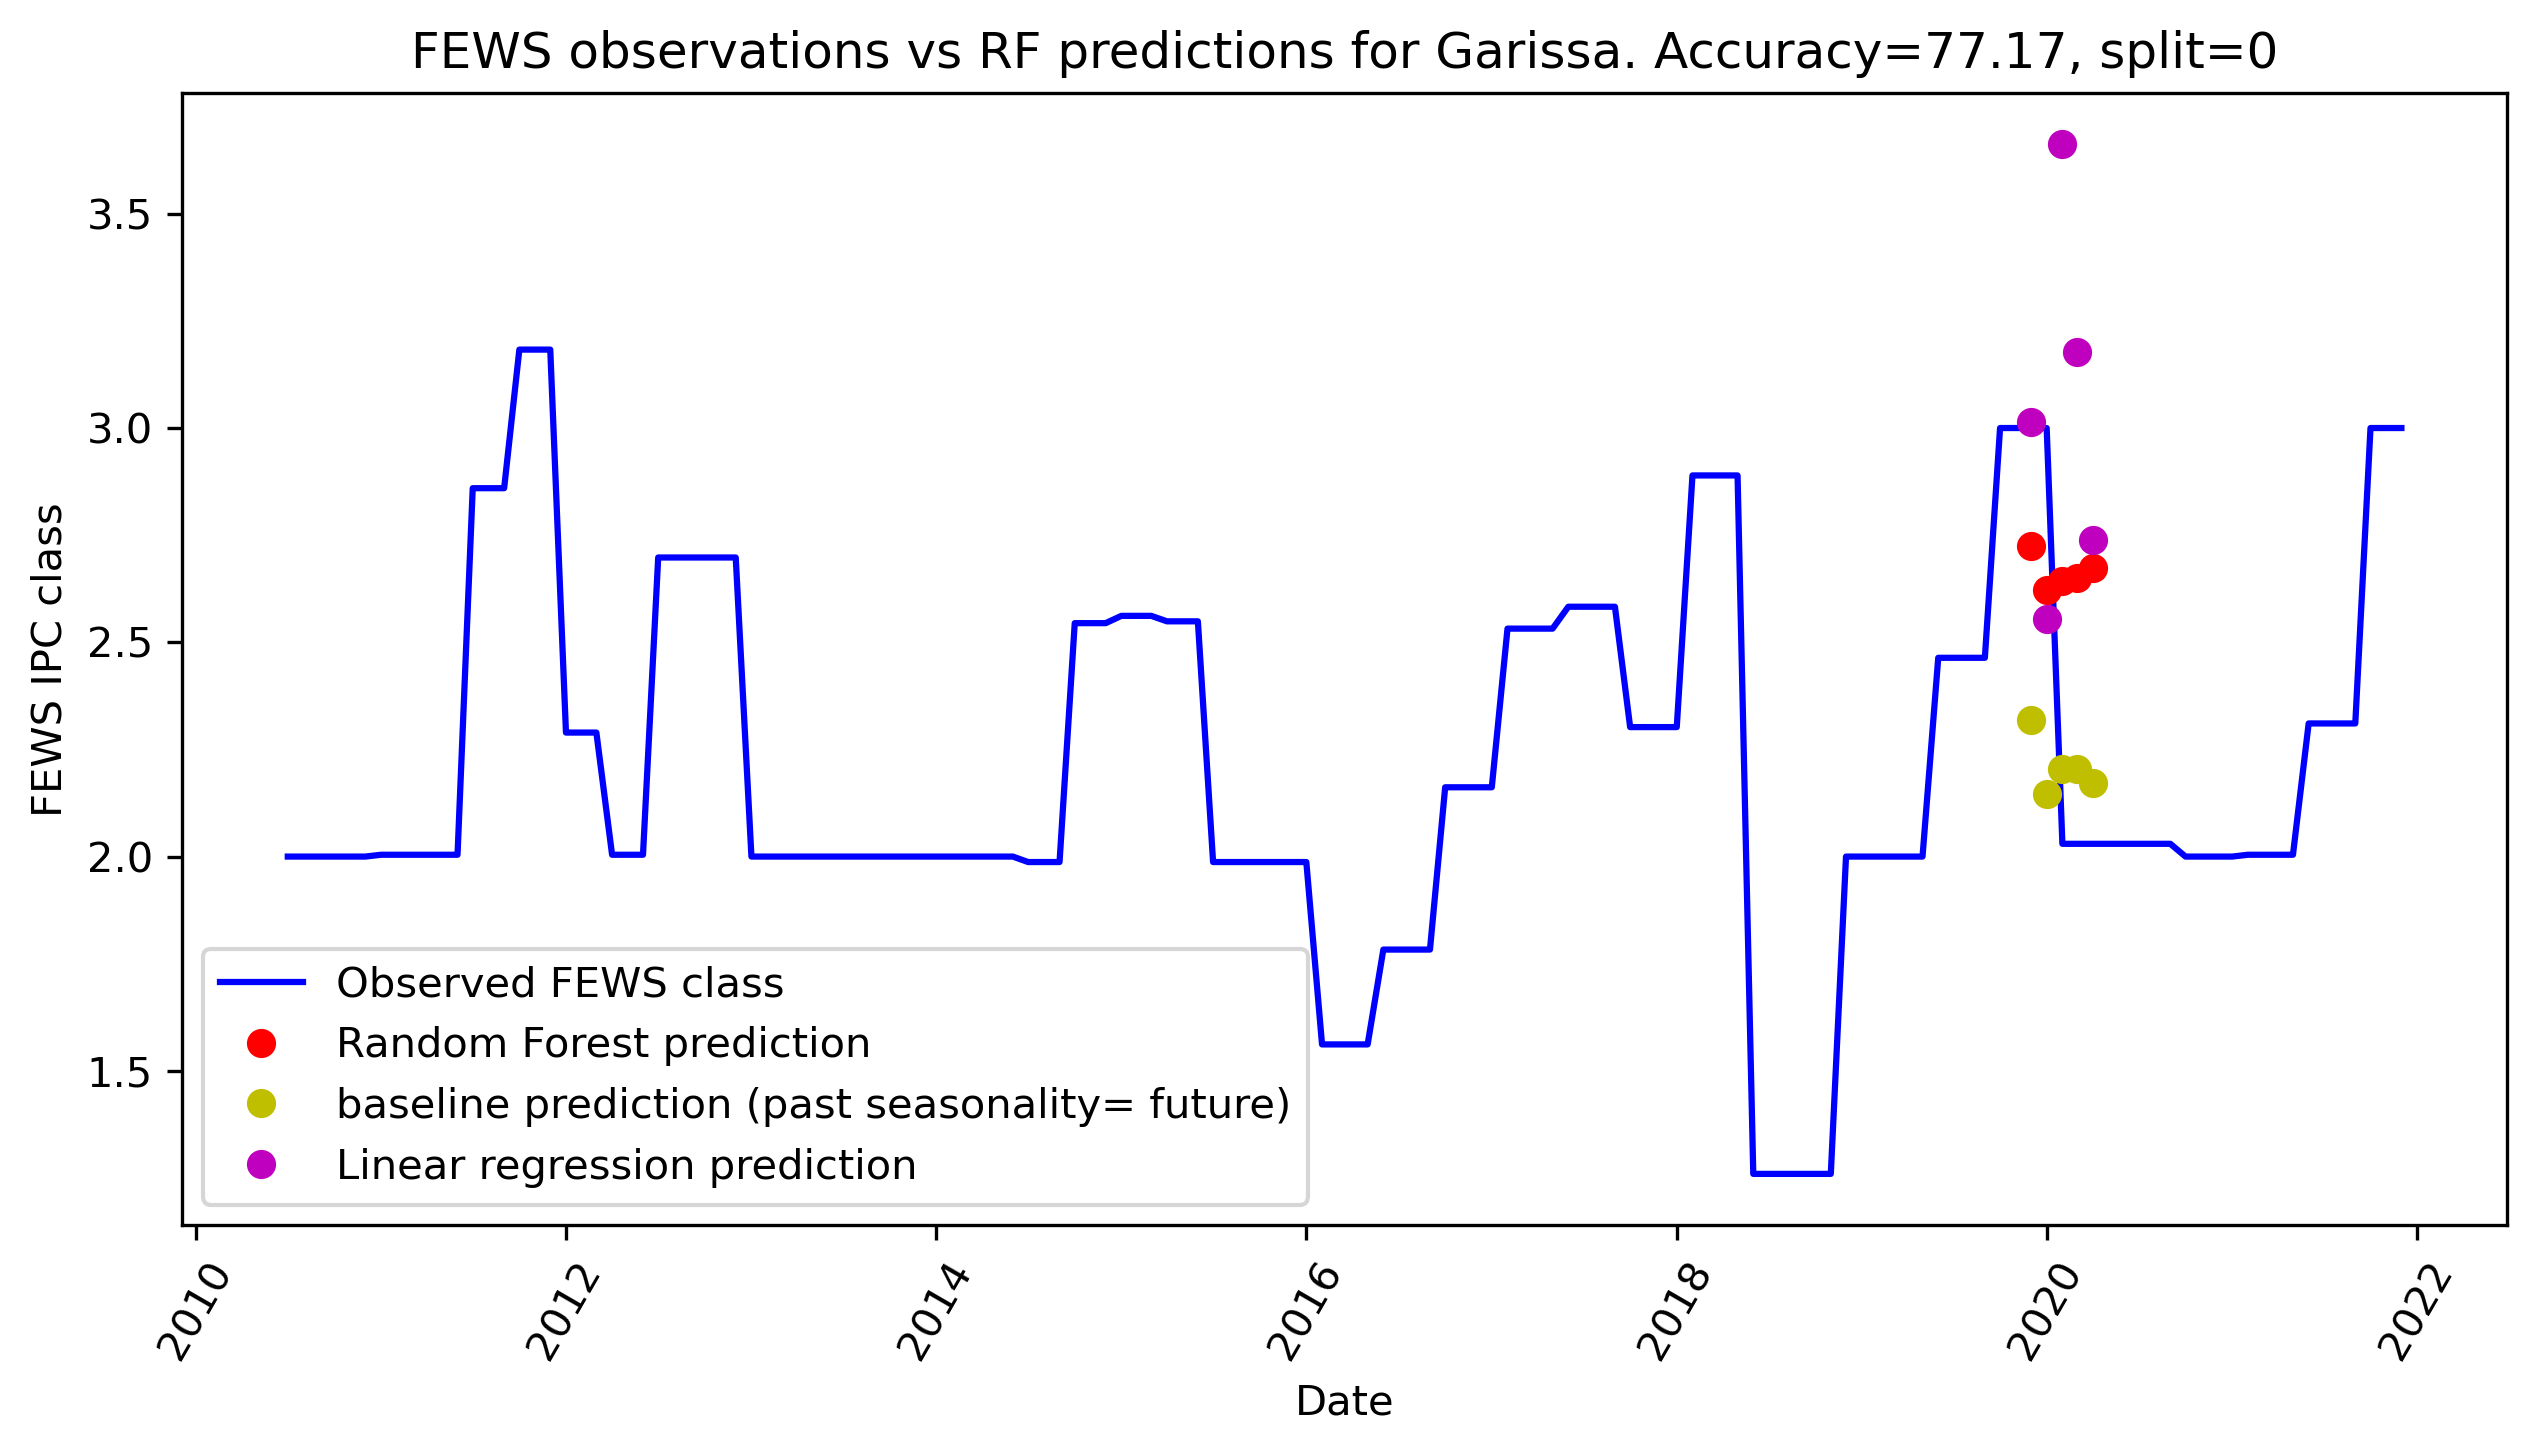 FEWS observations vs RF predictions for Garissa. Accuracy=77.17, split=0
FEWS IPC class
3.5
3.0
2.5
2.0
1.5
Observed FEWS class
Random Forest prediction
baseline prediction (past seasonality= future)
Linear regression prediction
2010
2012
2014
2016
2018
2020
2022
Date